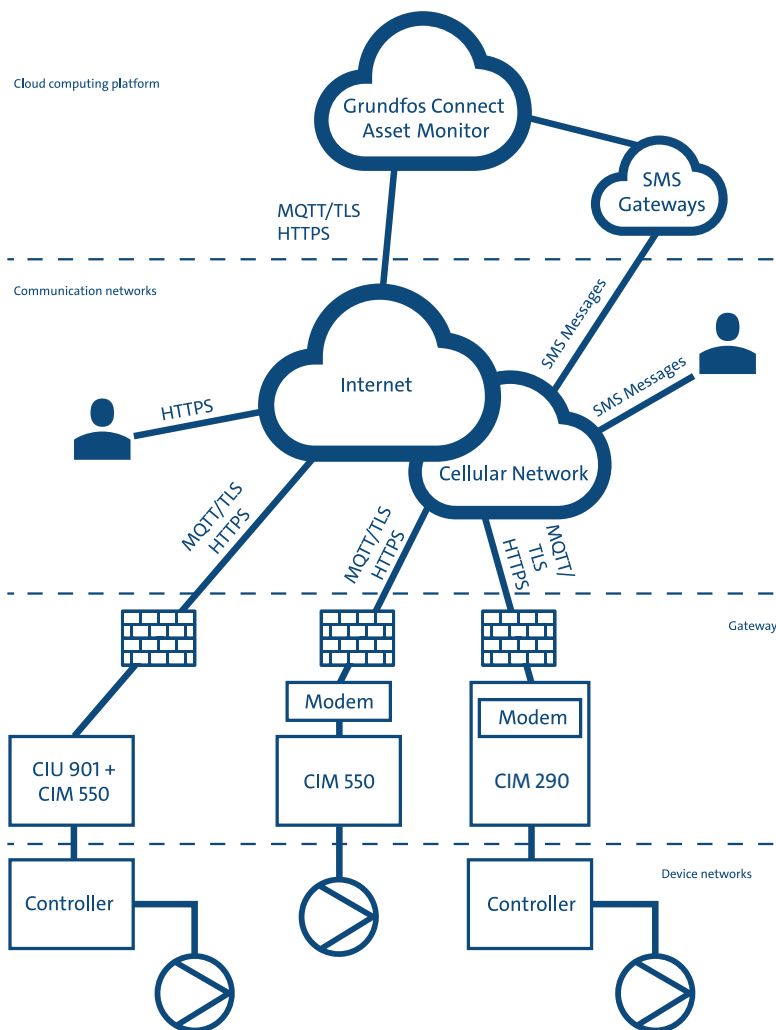 Cloud computing platform
Grundfos Connect
Asset Monitor
SMS
Gateways
MQTT/TLS
HTTPS
Communication networks
SMS Messages
SMS Messages
Internet
HTTPS
Cellular Network
MQTT/TLS
HTTPS
MQTT/TLS
HTTPS
MQTT/
TLS
HTTPS
Gateway
Modem
Modem
CIU 901 +
CIM 550
CIM 550
CIM 290
Device networks
Controller
Controller